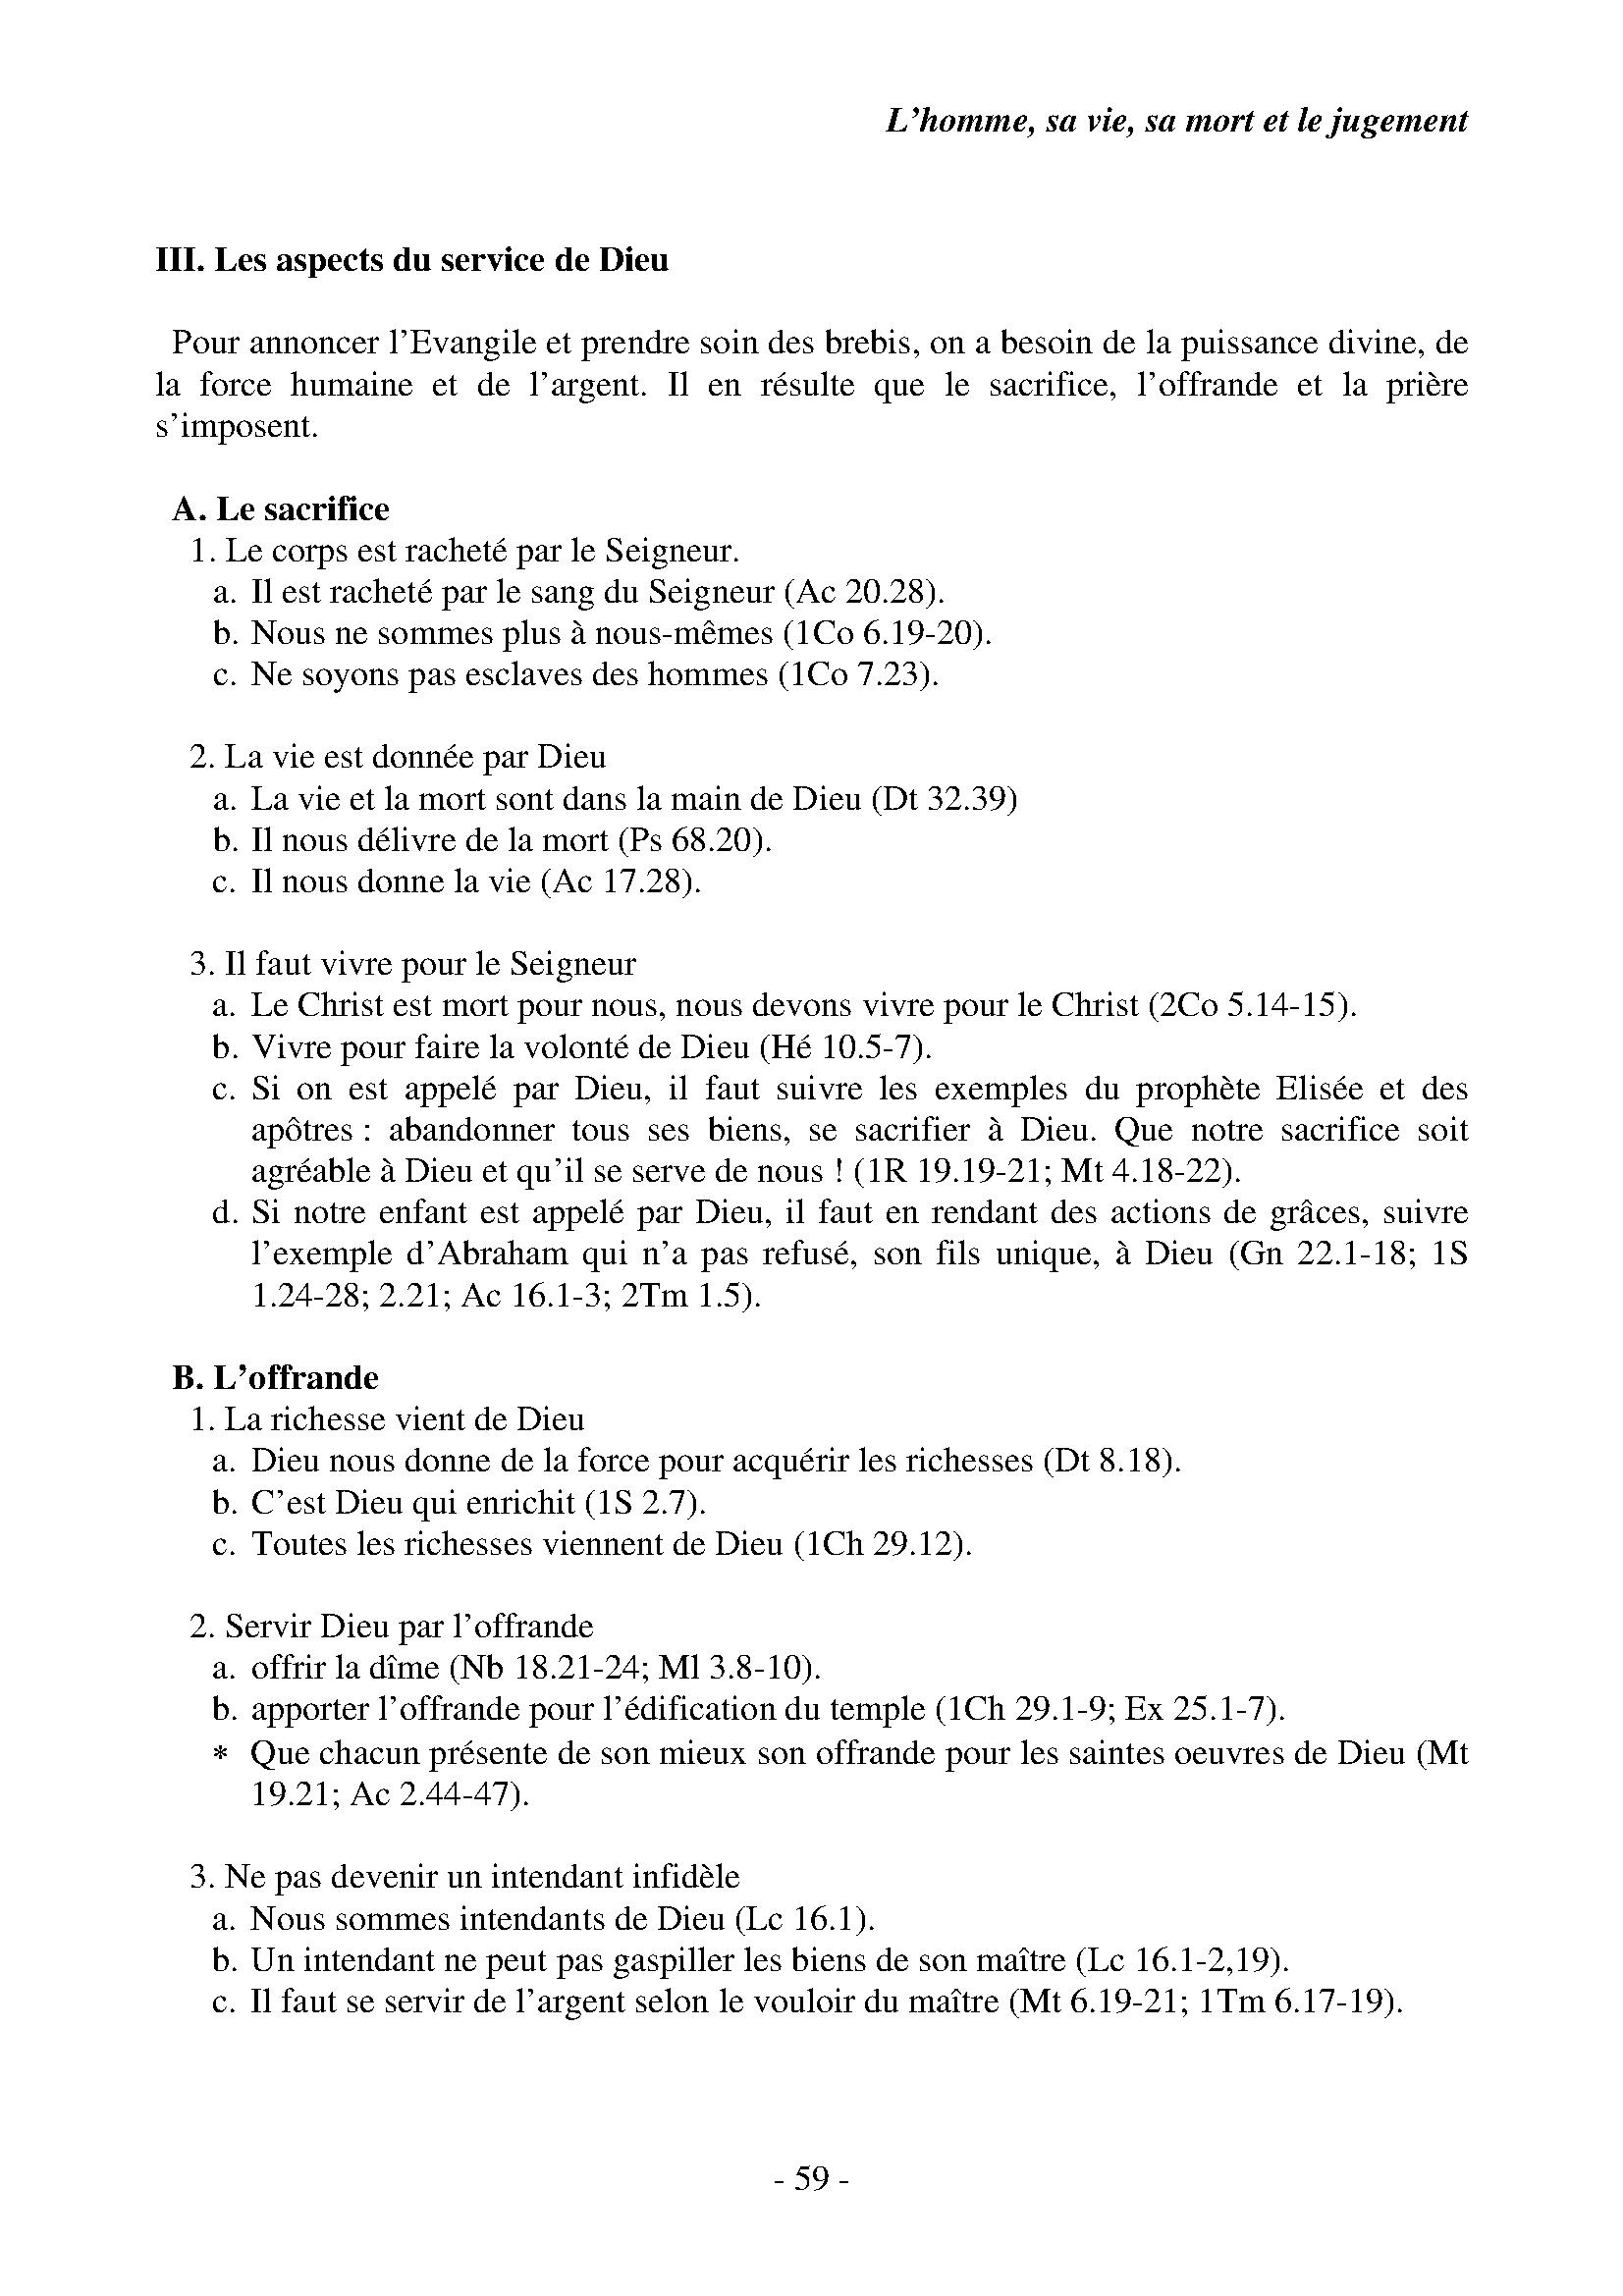 L’homme, sa vie, sa mort et le jugement
III. Les aspects du service de Dieu
Pour annoncer l’Evangile et prendre soin des brebis, on a besoin de la puissance divine, de
la force humaine et de l’argent. Il en résulte que le sacrifice, l’offrande et la prière
s’imposent.
A. Le sacrifice
1. Le corps est racheté par le Seigneur.
a. Il est racheté par le sang du Seigneur (Ac 20.28).
b. Nous ne sommes plus à nous-mêmes (1Co 6.19-20).
c. Ne soyons pas esclaves des hommes (1Co 7.23).
2. La vie est donnée par Dieu
a. La vie et la mort sont dans la main de Dieu (Dt 32.39)
b. Il nous délivre de la mort (Ps 68.20).
c. Il nous donne la vie (Ac 17.28).
3. Il faut vivre pour le Seigneur
a. Le Christ est mort pour nous, nous devons vivre pour le Christ (2Co 5.14-15).
b. Vivre pour faire la volonté de Dieu (Hé 10.5-7).
c. Si on est appelé par Dieu, il faut suivre les exemples du prophète Elisée et des
apôtres : abandonner tous ses biens, se sacrifier à Dieu. Que notre sacrifice soit
agréable à Dieu et qu’il se serve de nous ! (1R 19.19-21; Mt 4.18-22).
d. Si notre enfant est appelé par Dieu, il faut en rendant des actions de grâces, suivre
l’exemple d’Abraham qui n’a pas refusé, son fils unique, à Dieu (Gn 22.1-18; 1S
1.24-28; 2.21; Ac 16.1-3; 2Tm 1.5).
B. L’offrande
1. La richesse vient de Dieu
a. Dieu nous donne de la force pour acquérir les richesses (Dt 8.18).
b. C’est Dieu qui enrichit (1S 2.7).
c. Toutes les richesses viennent de Dieu (1Ch 29.12).
2. Servir Dieu par l’offrande
a. offrir la dîme (Nb 18.21-24; Ml 3.8-10).
b. apporter l’offrande pour l’édification du temple (1Ch 29.1-9; Ex 25.1-7).
* Que chacun présente de son mieux son offrande pour les saintes oeuvres de Dieu (Mt
19.21; Ac 2.44-47).
3. Ne pas devenir un intendant infidèle
a. Nous sommes intendants de Dieu (Lc 16.1).
b. Un intendant ne peut pas gaspiller les biens de son maître (Lc 16.1-2,19).
c. Il faut se servir de l’argent selon le vouloir du maître (Mt 6.19-21; 1Tm 6.17-19).
- 59 -